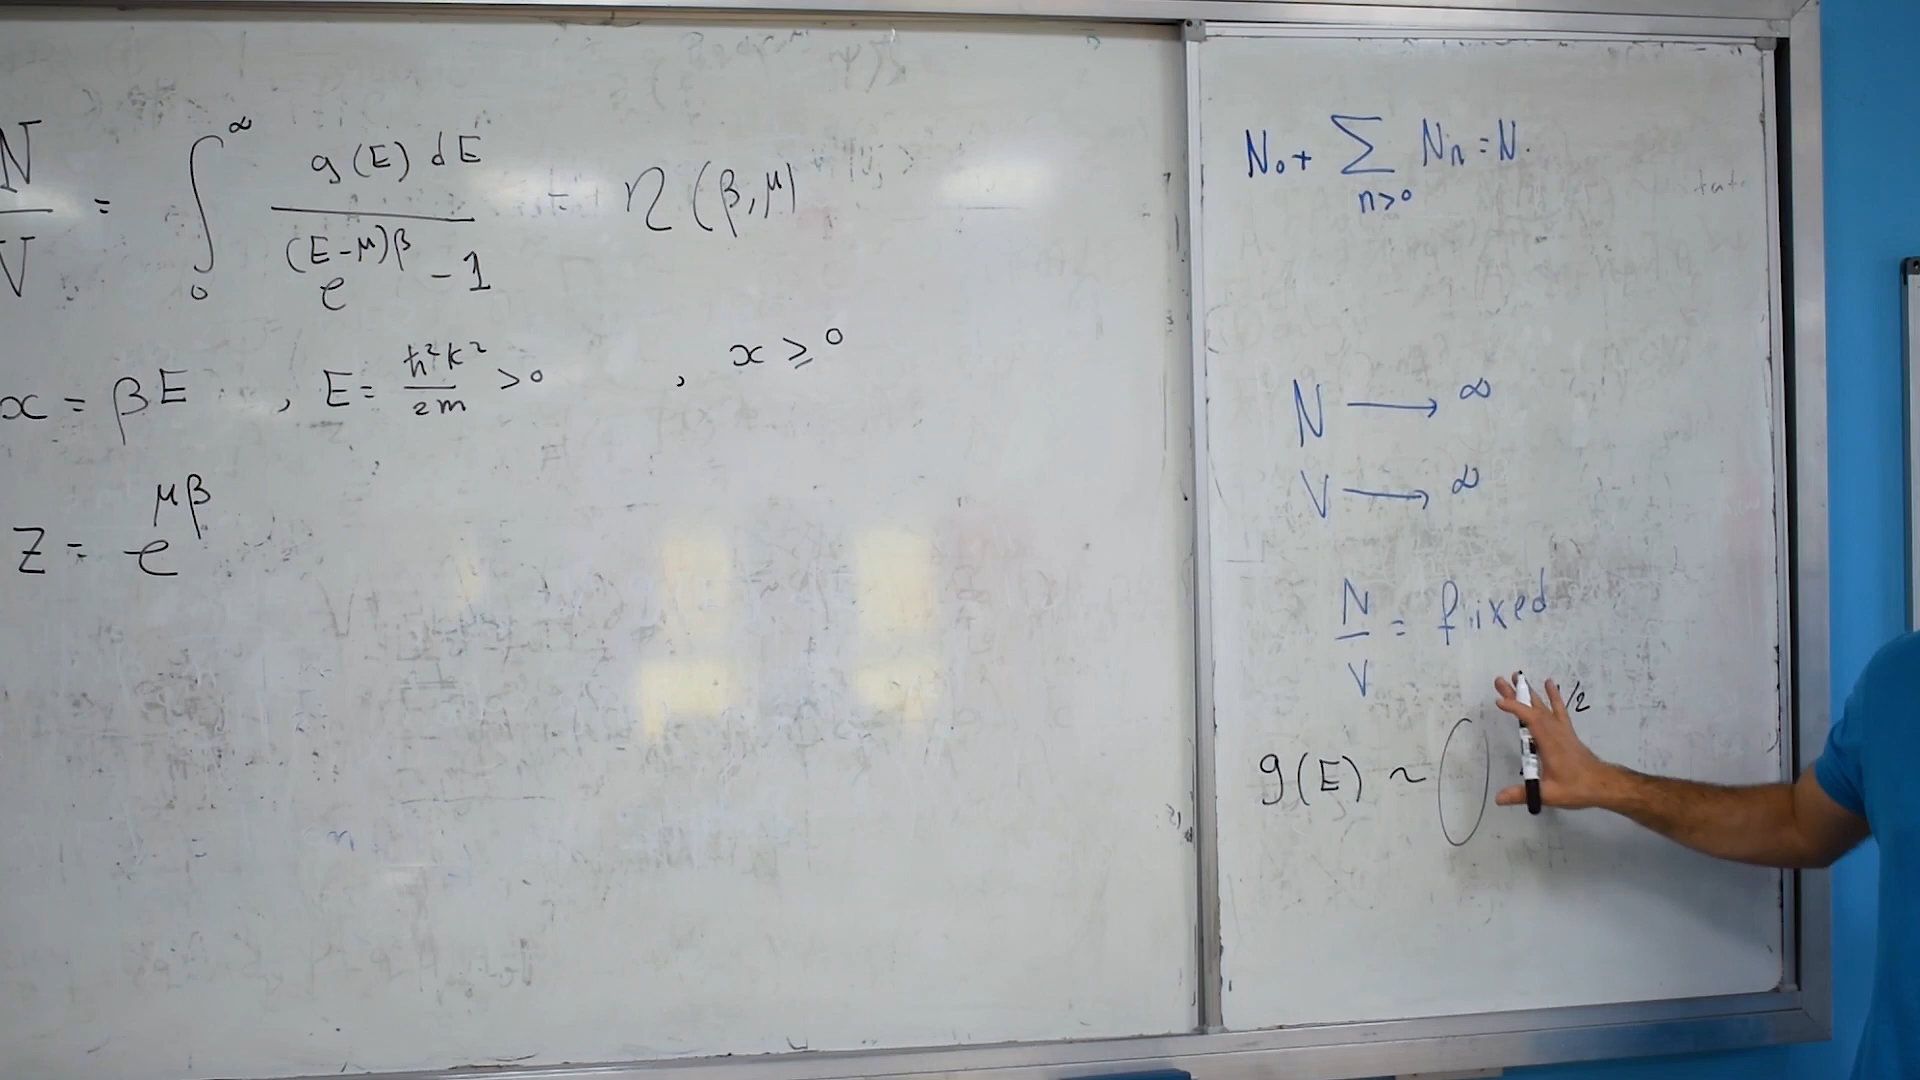 N/V = ∫₀^∞ g(E) dE / (e^{(E-μ)β} - 1) = n(β,μ)
x = βE , E = ħ²k²/2m >0 , x ≥ 0
z = e^{μβ}
N₀ + Σ_{n>0} Nₙ = N.
N → ∞
V → ∞
N/V = fixed
g(E) ~ ( ) 1/2